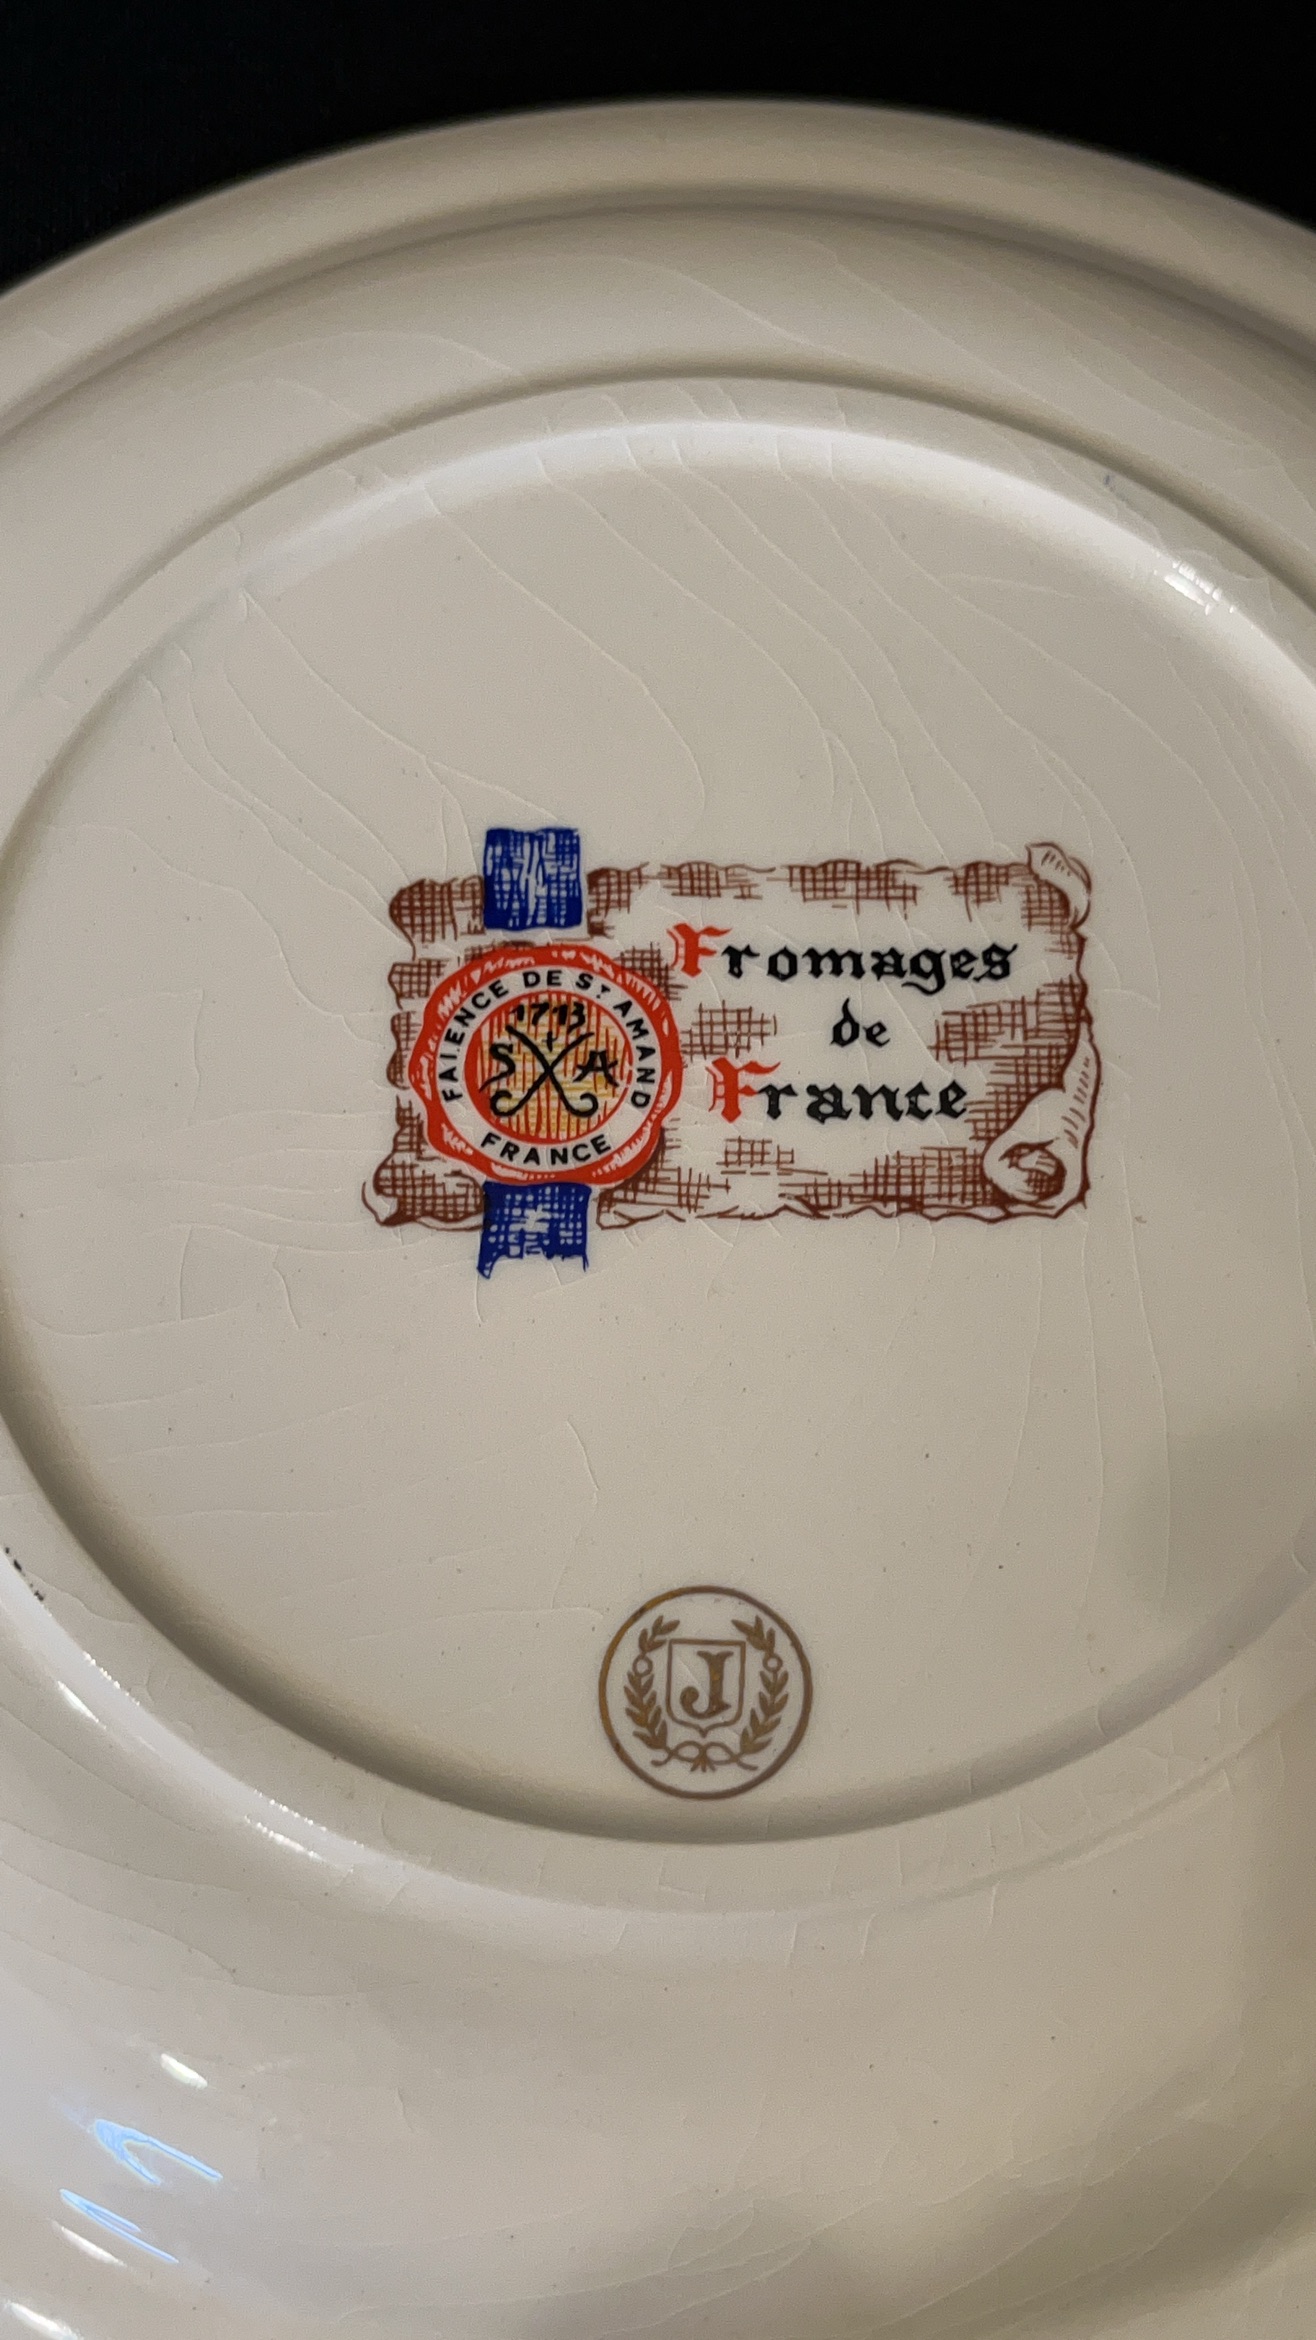 FAIENCE DE ST AMAND
1713
S A
FRANCE
Fromages
de
France
J